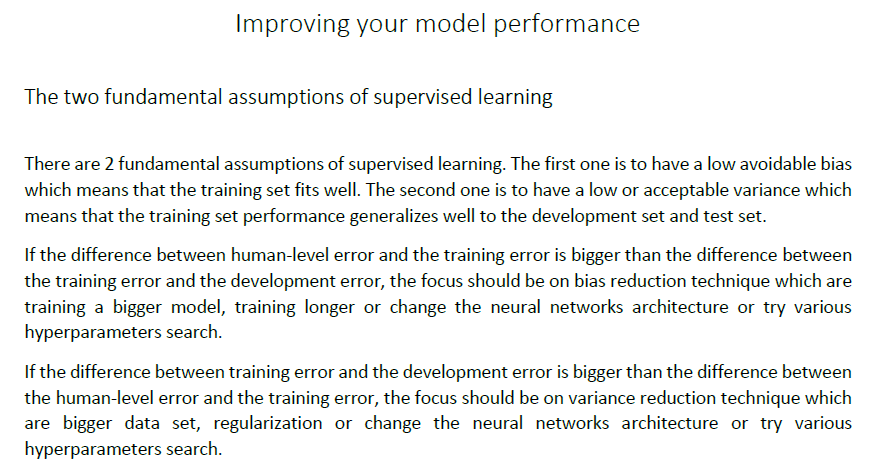 Improving your model performance
The two fundamental assumptions of supervised learning
There are 2 fundamental assumptions of supervised learning. The first one is to have a low avoidable bias
which means that the training set fits well. The second one is to have a low or acceptable variance which
means that the training set performance generalizes well to the development set and test set.
If the difference between human-level error and the training error is bigger than the difference between
the training error and the development error, the focus should be on bias reduction technique which are
training a bigger model, training longer or change the neural networks architecture or try various
hyperparameters search.
If the difference between training error and the development error is bigger than the difference between
the human-level error and the training error, the focus should be on variance reduction technique which
are bigger data set, regularization or change the neural networks architecture or try various
hyperparameters search.